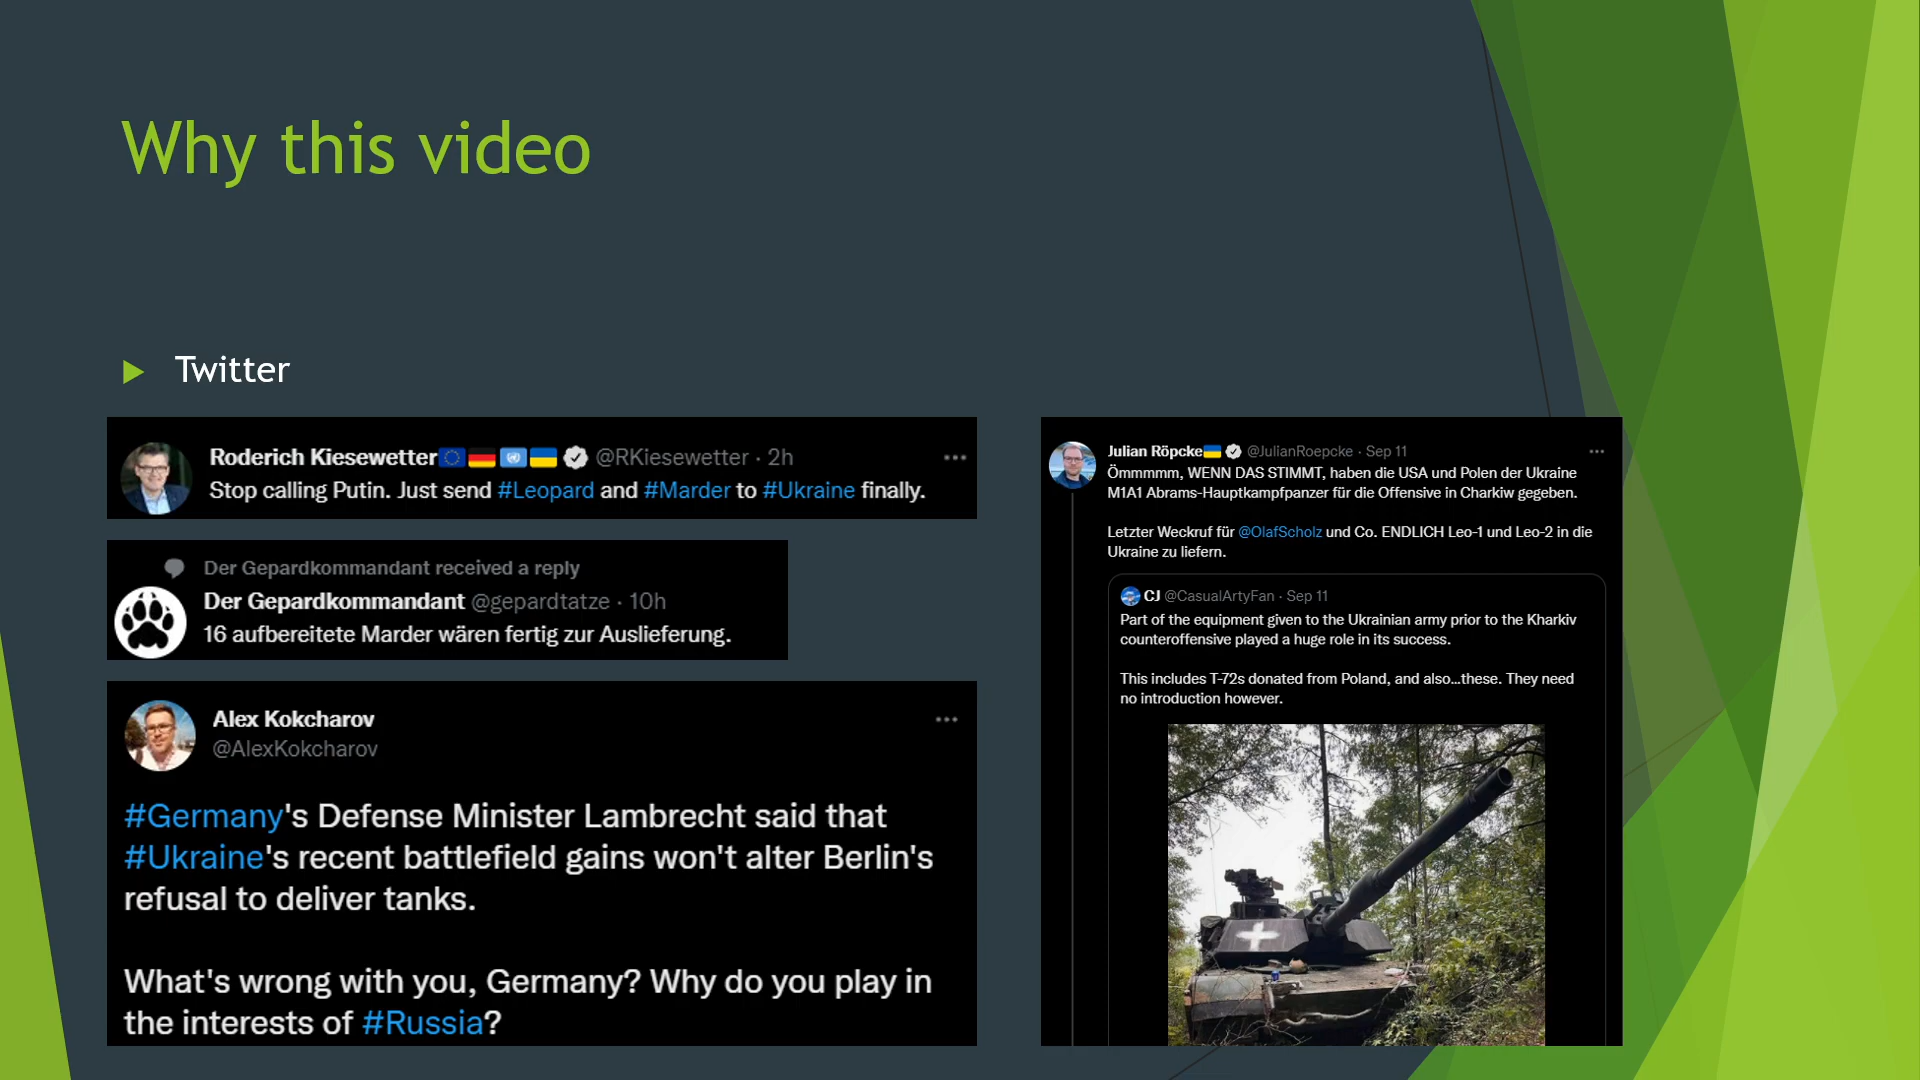 Why this video
Twitter
Roderich Kiesewetter @RKiesewetter · 2h
Stop calling Putin. Just send #Leopard and #Marder to #Ukraine finally.
Der Gepardkommandant received a reply
Der Gepardkommandant @gepardtatze · 10h
16 aufbereitete Marder wären fertig zur Auslieferung.
Alex Kokcharov
@AlexKokcharov
#Germany's Defense Minister Lambrecht said that
#Ukraine's recent battlefield gains won't alter Berlin's
refusal to deliver tanks.
What's wrong with you, Germany? Why do you play in
the interests of #Russia?
Julian Röpcke @JulianRoepcke · Sep 11
Ömmmmm, WENN DAS STIMMT, haben die USA und Polen der Ukraine
M1A1 Abrams-Hauptkampfpanzer für die Offensive in Charkiw gegeben.
Letzter Weckruf für @OlafScholz und Co. ENDLICH Leo-1 und Leo-2 in die
Ukraine zu liefern.
CJ @CasualArtyFan · Sep 11
Part of the equipment given to the Ukrainian army prior to the Kharkiv
counteroffensive played a huge role in its success.
This includes T-72s donated from Poland, and also...these. They need
no introduction however.